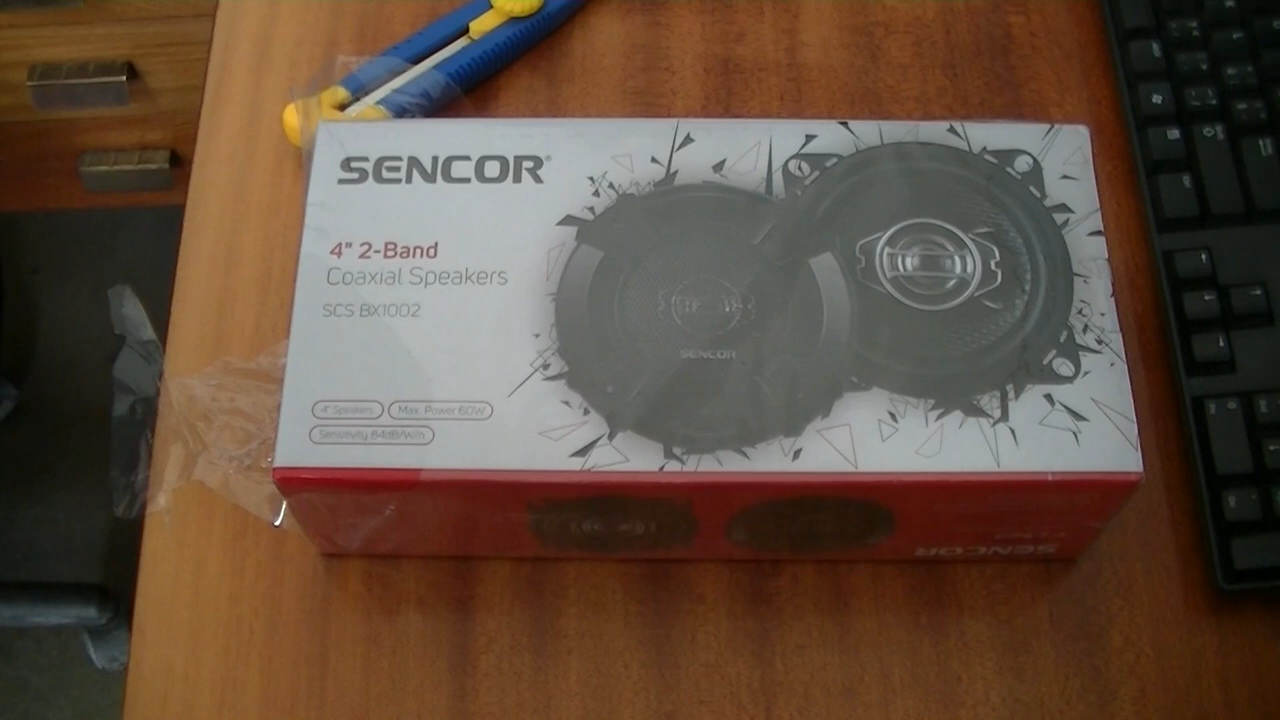 SENCOR®
4" 2-Band
Coaxial Speakers
SCS BX1002
SENCOR
4" Speakers
Max. Power 60W
Sensitivity 84dB/W/m
SENCOR